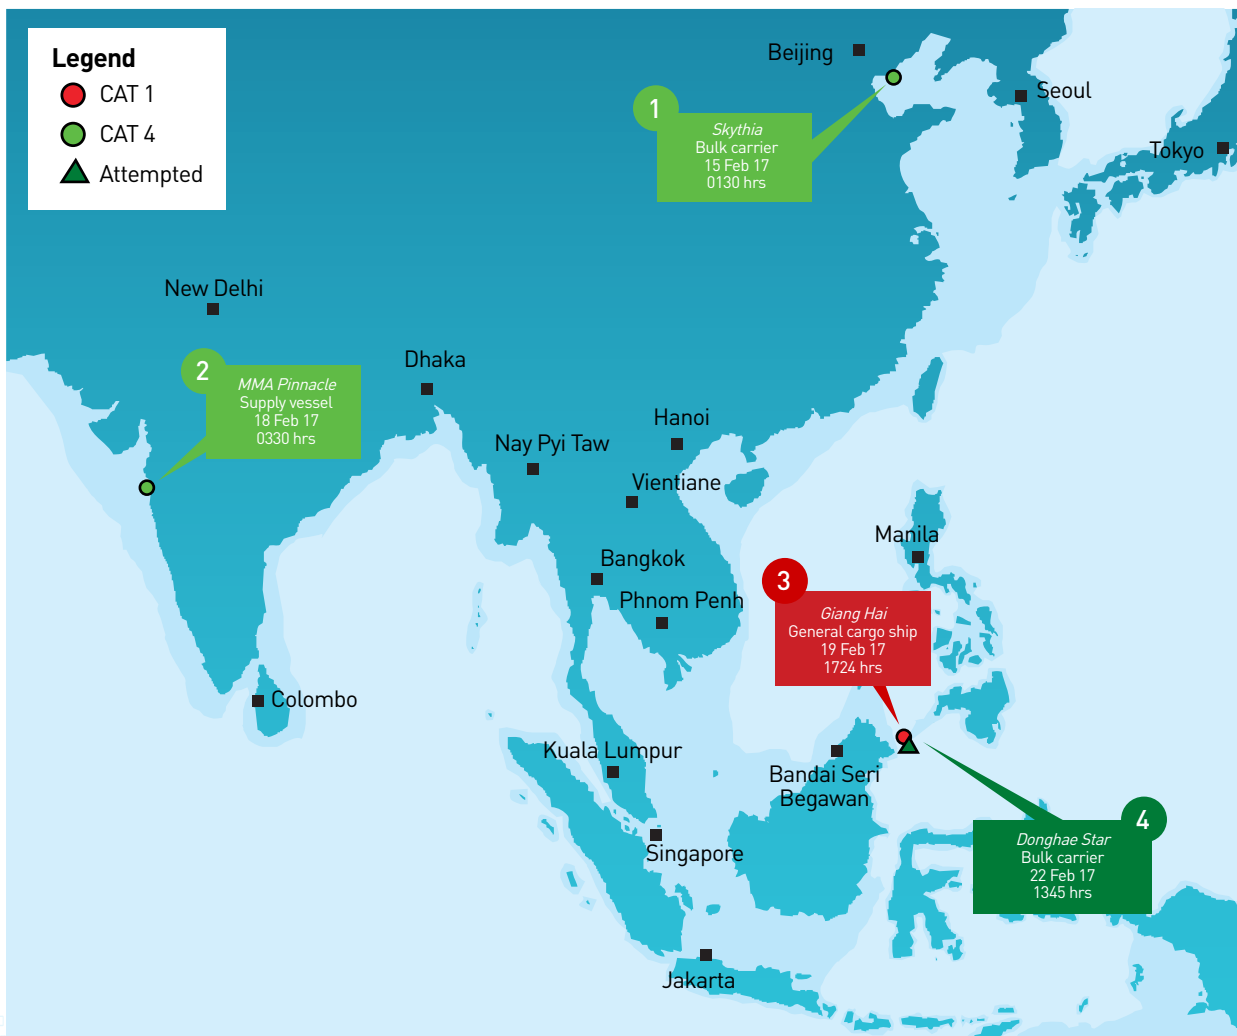 Legend
CAT 1
CAT 4
Attempted
Beijing
Seoul
Tokyo
1
Skythia
Bulk carrier
15 Feb 17
0130 hrs
New Delhi
2
MMA Pinnacle
Supply vessel
18 Feb 17
0330 hrs
Dhaka
Hanoi
Nay Pyi Taw
Vientiane
Manila
Bangkok
Phnom Penh
3
Giang Hai
General cargo ship
19 Feb 17
1724 hrs
Colombo
Kuala Lumpur
Bandai Seri
Begawan
Singapore
4
Donghae Star
Bulk carrier
22 Feb 17
1345 hrs
Jakarta